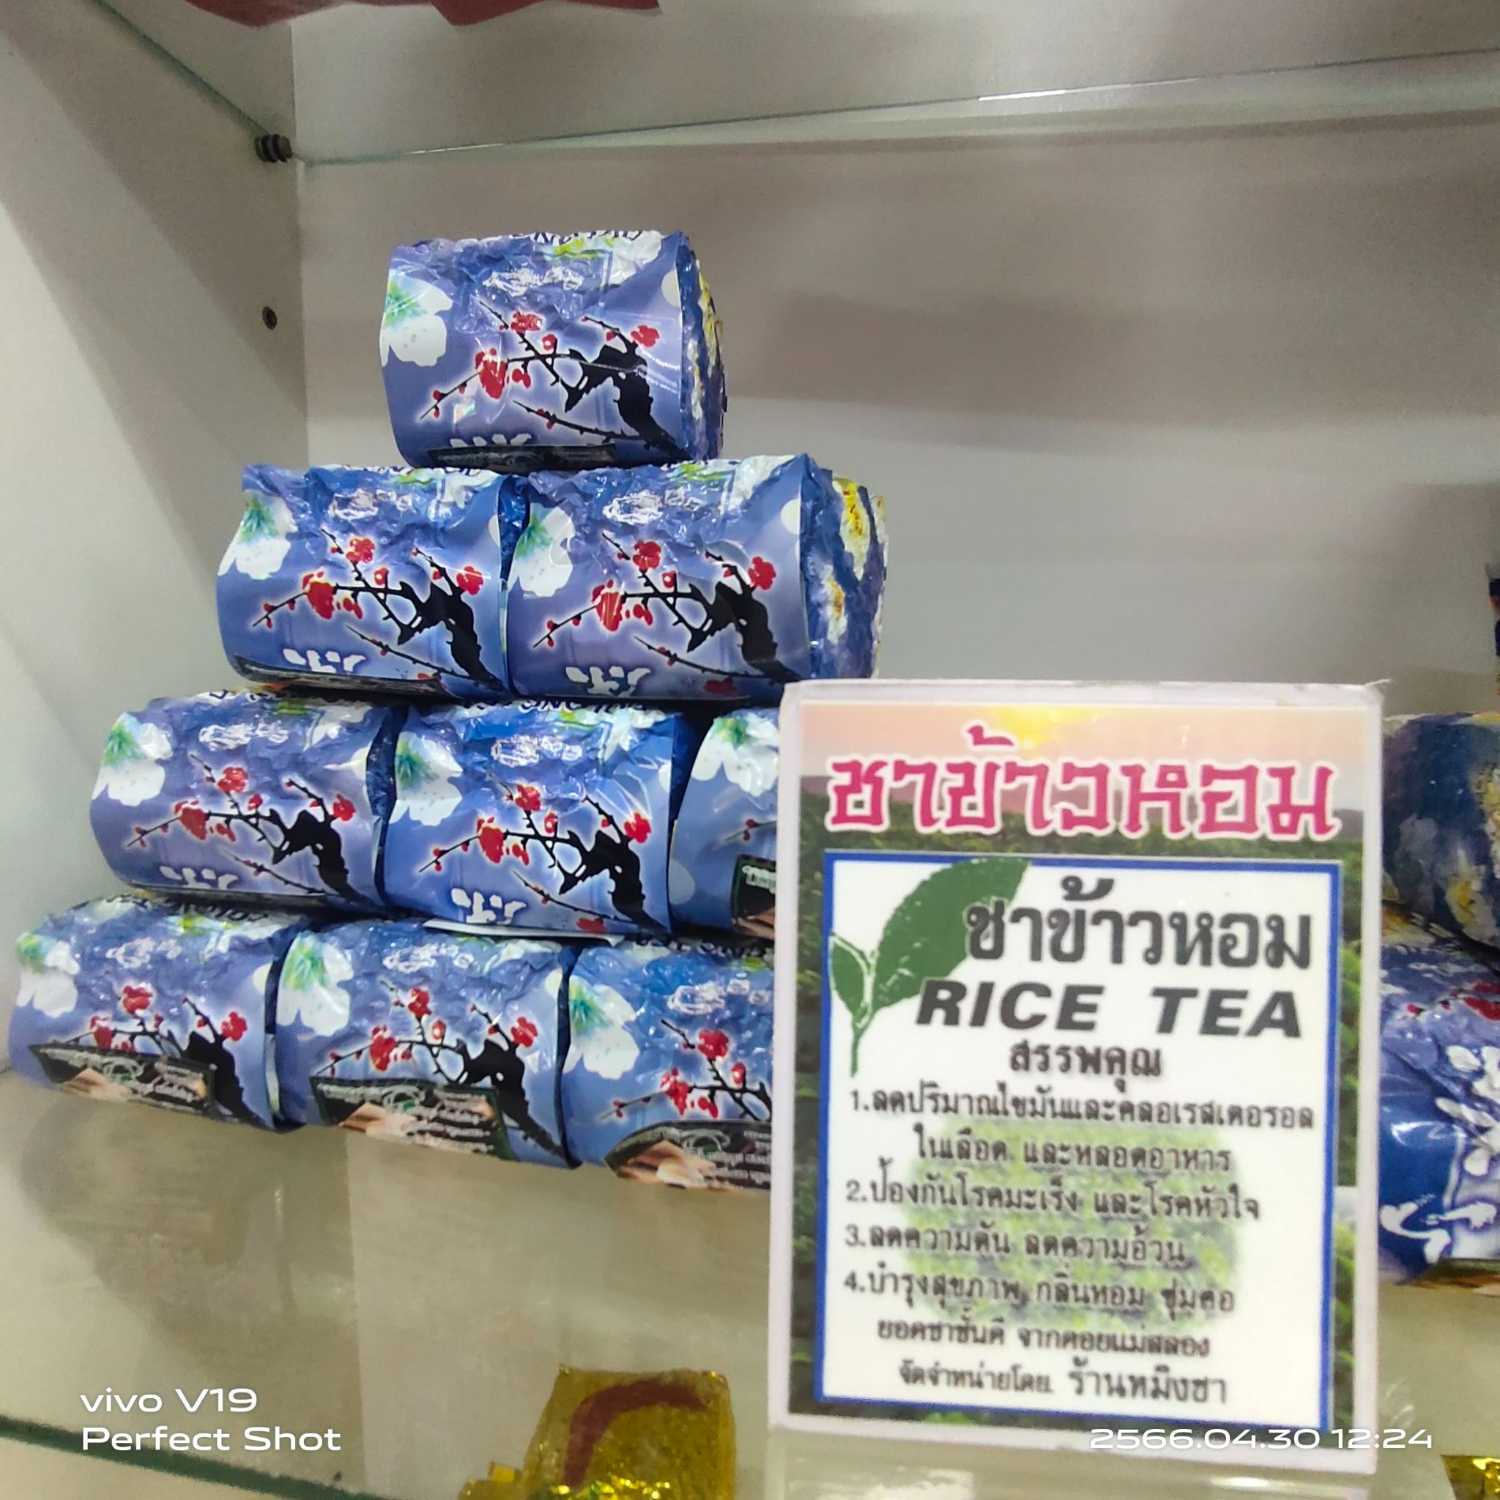 ชาข้าวหอม
ชาข้าวหอม
RICE TEA
สรรพคุณ
1.ลดปริมาณไขมันและคลอเรสเตอรอล
ในเลือด และหลอดอาหาร
2.ป้องกันโรคมะเร็ง และโรคหัวใจ
3.ลดความดัน ลดความอ้วน
4.บำรุงสุขภาพ กลิ่นหอม ชุ่มคอ
ยอดชาชั้นดี จากดอยแม่สลอง
จัดจำหน่ายโดย ร้านหมิงชา
vivo V19
Perfect Shot
2566.04.30 12:24